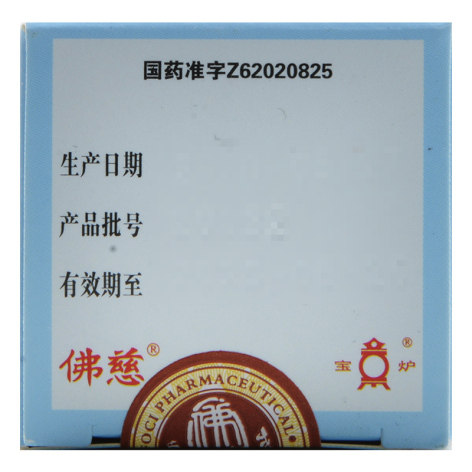 国药准字Z62020825
生产日期
产品批号
有效期至
佛慈®
宝 炉®
PHARMACEUTICAL
佛